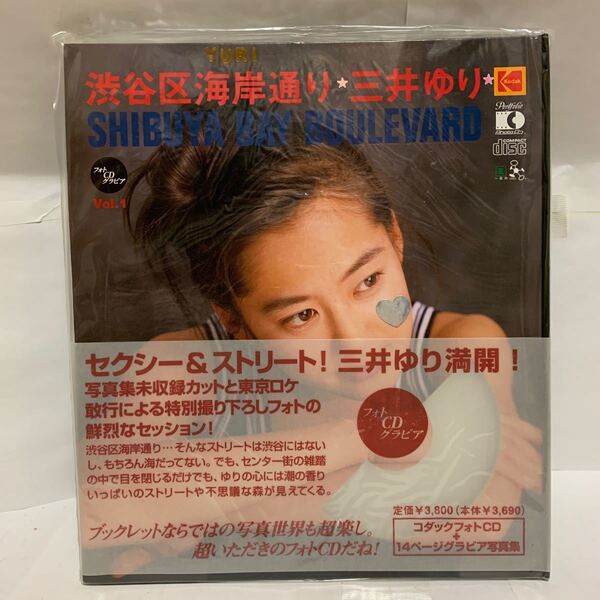 YURI
渋谷区海岸通り★三井ゆり★
Kodak
SHIBUYA BAY BOULEVARD
Portfolio
COMPACT
disc
フォト
CD
グラビア
Vol.1
セクシー&ストリート! 三井ゆり満開!
写真集未収録カットと東京ロケ
敢行による特別撮り下ろしフォトの
鮮烈なセッション!
渋谷区海岸通り…そんなストリートは渋谷にはない
し、もちろん海だってない。でも、センター街の雑踏
の中で目を閉じるだけでも、ゆりの心には潮の香り
いっぱいのストリートや不思議な森が見えてくる。
フォト
CD
グラビア
ブックレットならではの写真世界も超楽し。
超いただきのフォトCDだね!
定価¥3,800(本体¥3,690)
コダックフォトCD
+
14ページグラビア写真集